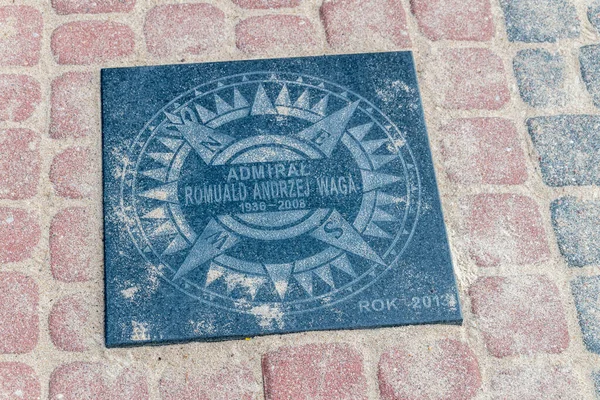 N E
ADMIRAŁ
ROMUALD ANDRZEJ WAGA
1936 - 2008
W S
ROK 2013